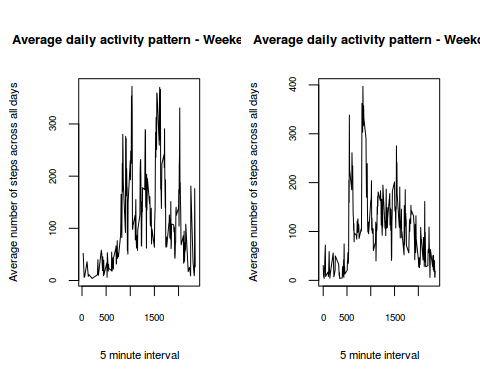 Average daily activity pattern - Weeke
Average number of steps across all days
0 100 200 300
0 500 1500
5 minute interval
Average daily activity pattern - Weekd
Average number of steps across all days
0 100 200 300 400
0 500 1500
5 minute interval